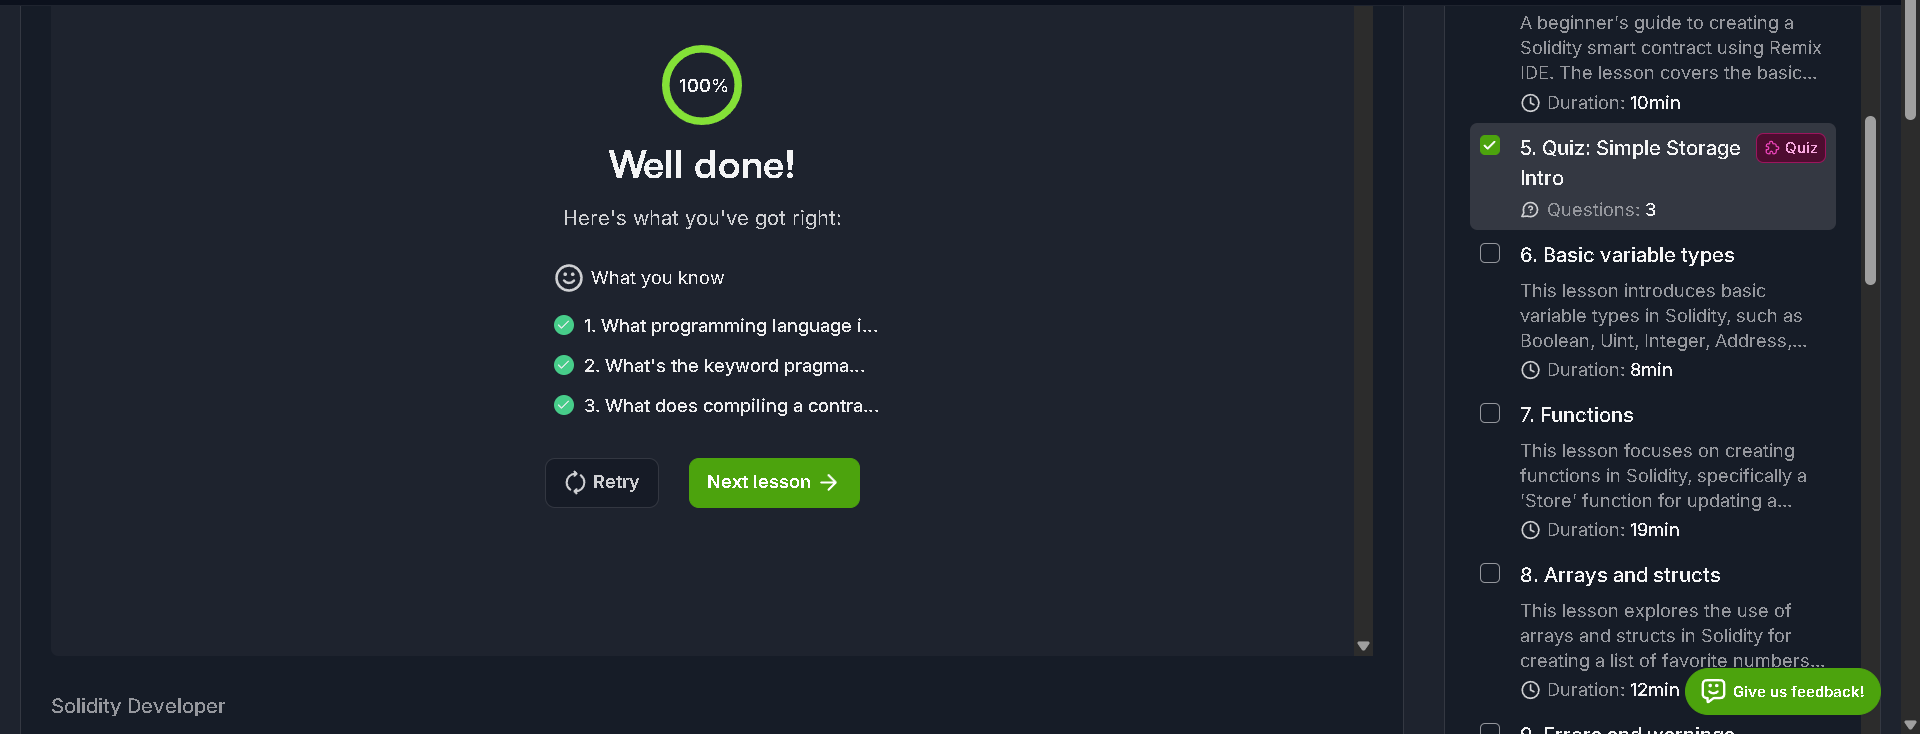 100%
Well done!
Here's what you've got right:
What you know
1. What programming language i...
2. What's the keyword pragma...
3. What does compiling a contra...
Retry
Next lesson
Solidity Developer
A beginner's guide to creating a
Solidity smart contract using Remix
IDE. The lesson covers the basic...
Duration: 10min
5. Quiz: Simple Storage
Intro
Quiz
Questions: 3
6. Basic variable types
This lesson introduces basic
variable types in Solidity, such as
Boolean, Uint, Integer, Address,...
Duration: 8min
7. Functions
This lesson focuses on creating
functions in Solidity, specifically a
'Store' function for updating a...
Duration: 19min
8. Arrays and structs
This lesson explores the use of
arrays and structs in Solidity for
creating a list of favorite numbers...
Duration: 12min
Give us feedback!
9. Errors and warnings